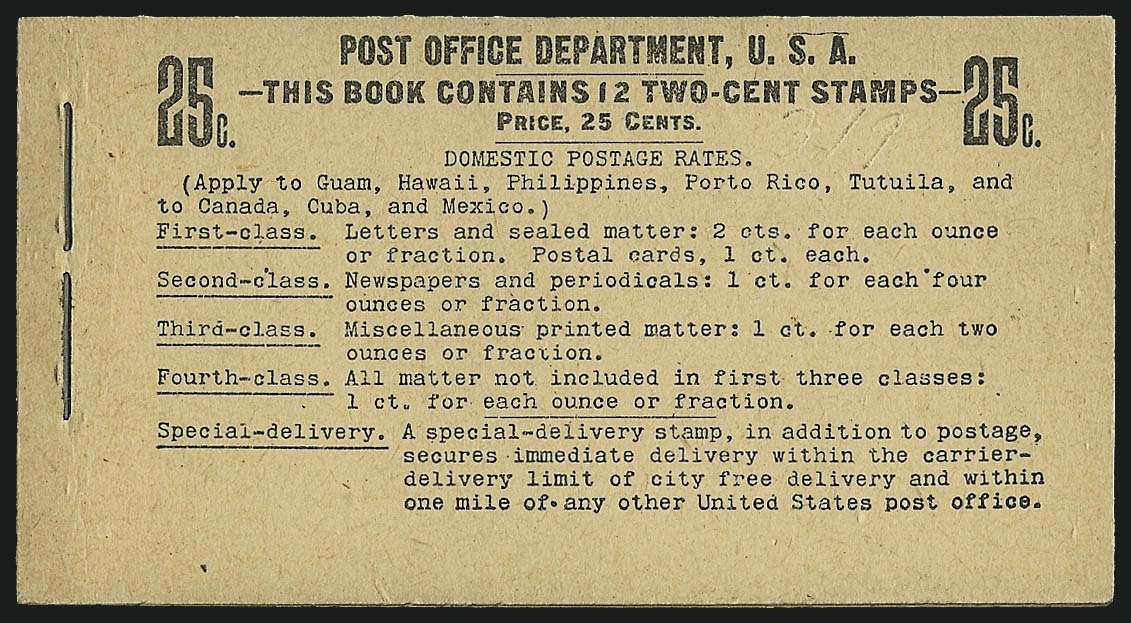 POST OFFICE DEPARTMENT, U. S. A.
25c. —THIS BOOK CONTAINS 12 TWO-CENT STAMPS— 25c.
PRICE, 25 CENTS.
DOMESTIC POSTAGE RATES.
(Apply to Guam, Hawaii, Philippines, Porto Rico, Tutuila, and
to Canada, Cuba, and Mexico.)
First-class. Letters and sealed matter: 2 cts. for each ounce
or fraction. Postal cards, 1 ct. each.
Second-class. Newspapers and periodicals: 1 ct. for each four
ounces or fraction.
Third-class. Miscellaneous printed matter: 1 ct. for each two
ounces or fraction.
Fourth-class. All matter not included in first three classes:
1 ct. for each ounce or fraction.
Special-delivery. A special-delivery stamp, in addition to postage,
secures immediate delivery within the carrier-
delivery limit of city free delivery and within
one mile of any other United States post office.